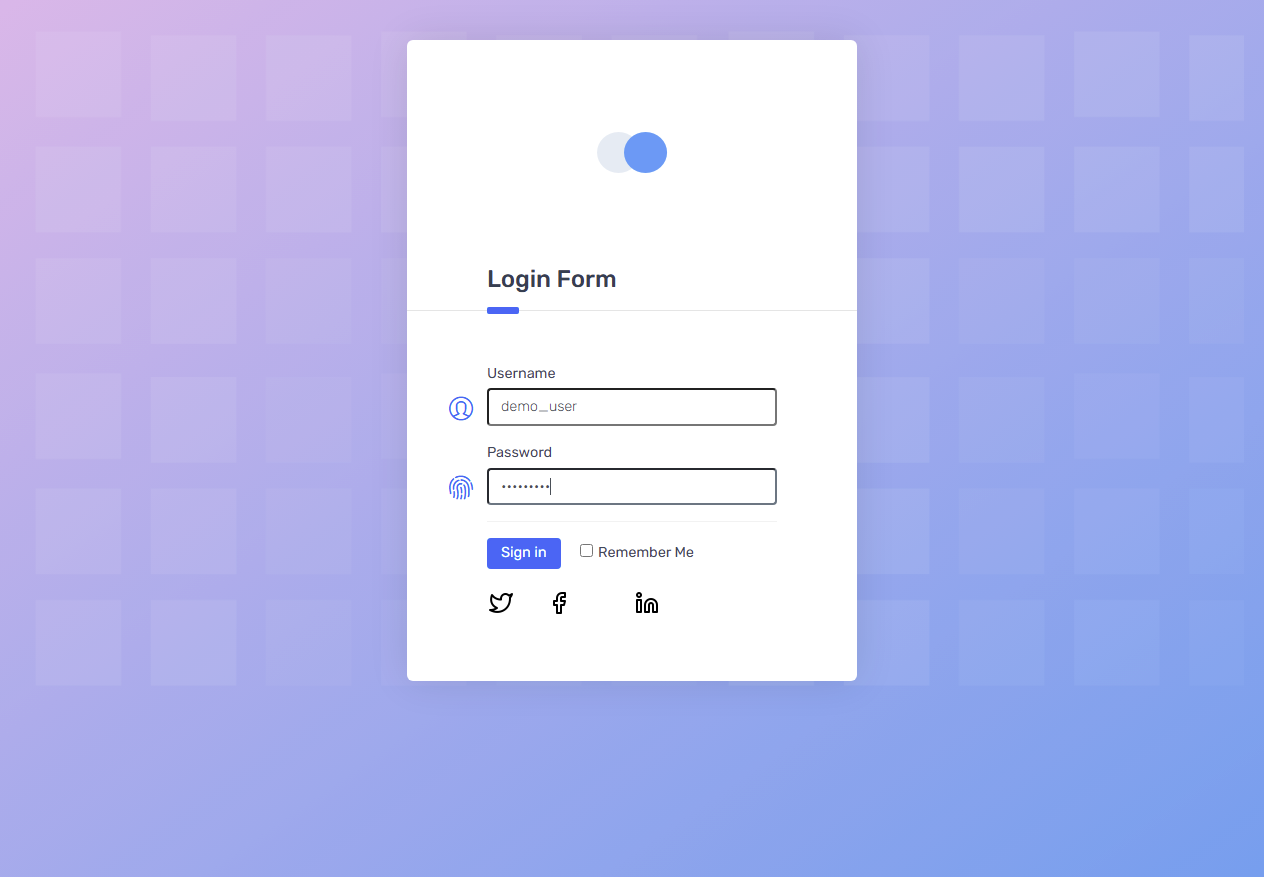 Login Form
Username
demo_user
Password
•••••••••
Sign in Remember Me